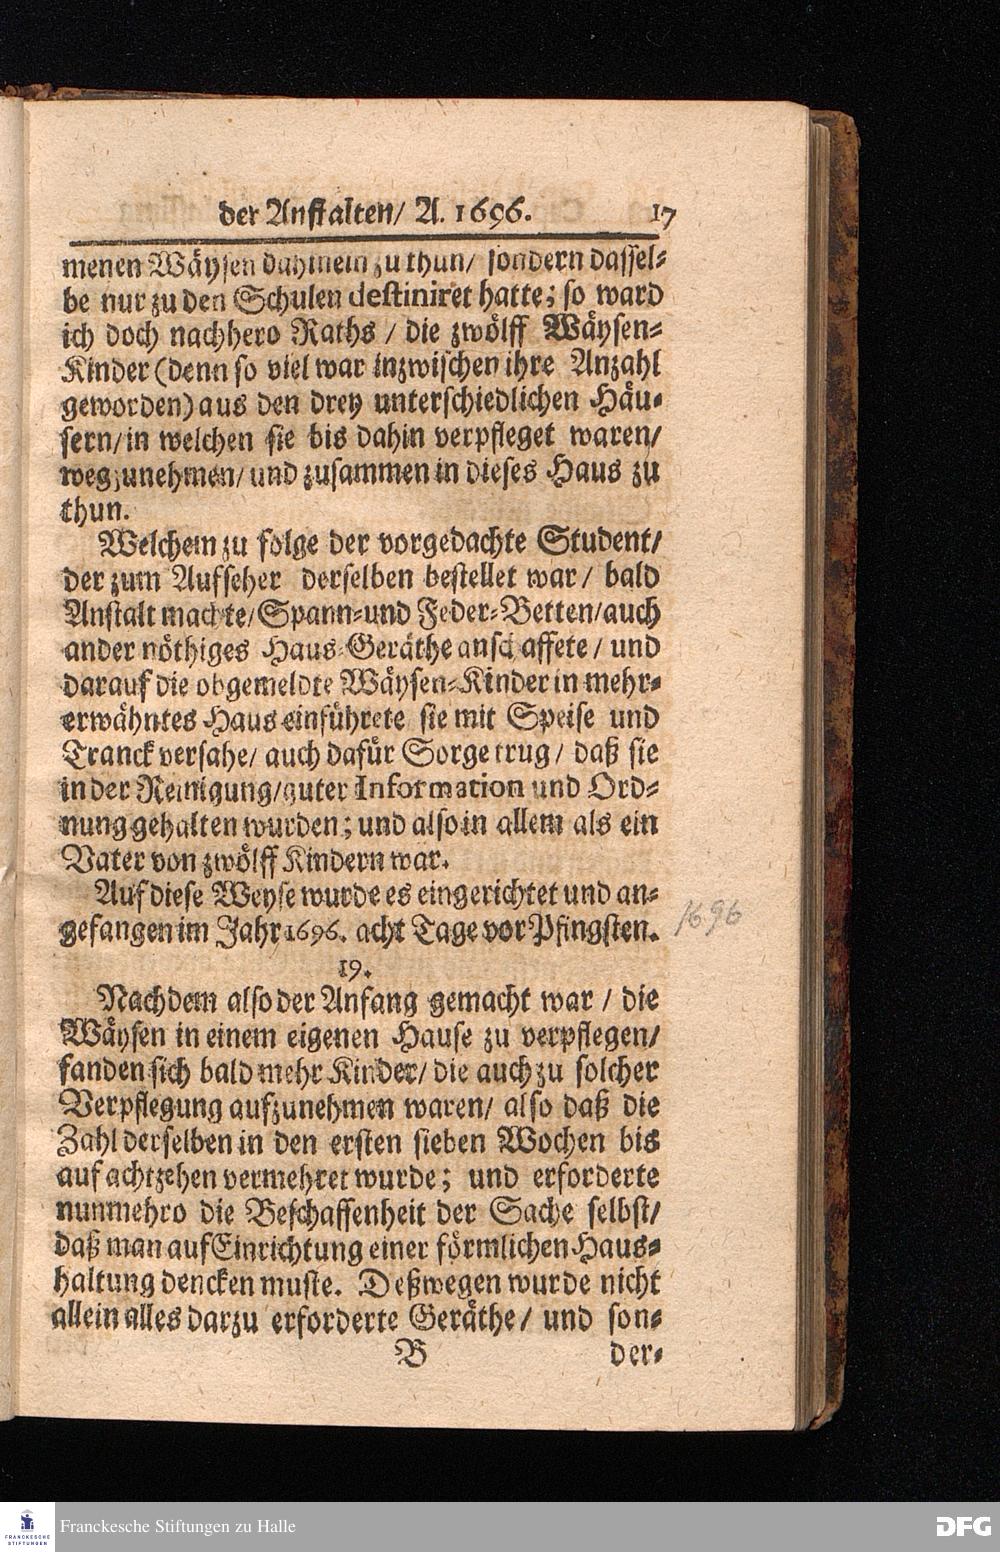 der Anstalten/ A. 1696. 17
menen Wäysen dahinein zu thun/ sondern dassel-
be nur zu den Schulen destiniret hatte; so ward
ich doch nachhero Raths / die zwölff Wäysen-
Kinder (denn so viel war inzwischen ihre Anzahl
geworden) aus den drey unterschiedlichen Häu-
sern/ in welchen sie bis dahin verpfleget waren/
wegzunehmen/ und zusammen in dieses Haus zu
thun.
Welchem zu folge der vorgedachte Student/
der zum Aufseher derselben bestellet war / bald
Anstalt machte/ Spann-und Feder-Betten/ auch
ander nöthiges Haus-Geräthe anschaffete / und
darauf die obgemeldte Wäysen-Kinder in mehr-
erwähntes Haus einführete sie mit Speise und
Tranck versahe/ auch dafür Sorge trug / daß sie
in der Reinigung/ guter Information und Ord-
nung gehalten wurden; und also in allem als ein
Vater von zwölff Kindern war.
Auf diese Weyse wurde es eingerichtet und an-
gefangen im Jahr 1696. acht Tage vor Pfingsten.
1696
19.
Nachdem also der Anfang gemacht war / die
Wäysen in einem eigenen Hause zu verpflegen/
fanden sich bald mehr Kinder/ die auch zu solcher
Verpflegung aufzunehmen waren/ also daß die
Zahl derselben in den ersten sieben Wochen bis
auf achtzehen vermehret wurde; und erforderte
nunmehro die Beschaffenheit der Sache selbst/
daß man auf Einrichtung einer förmlichen Haus-
haltung dencken muste. Deßwegen wurde nicht
allein alles darzu erforderte Geräthe / und son-
B der-
FRANCKESCHE
STIFTUNGEN
Franckesche Stiftungen zu Halle
DFG